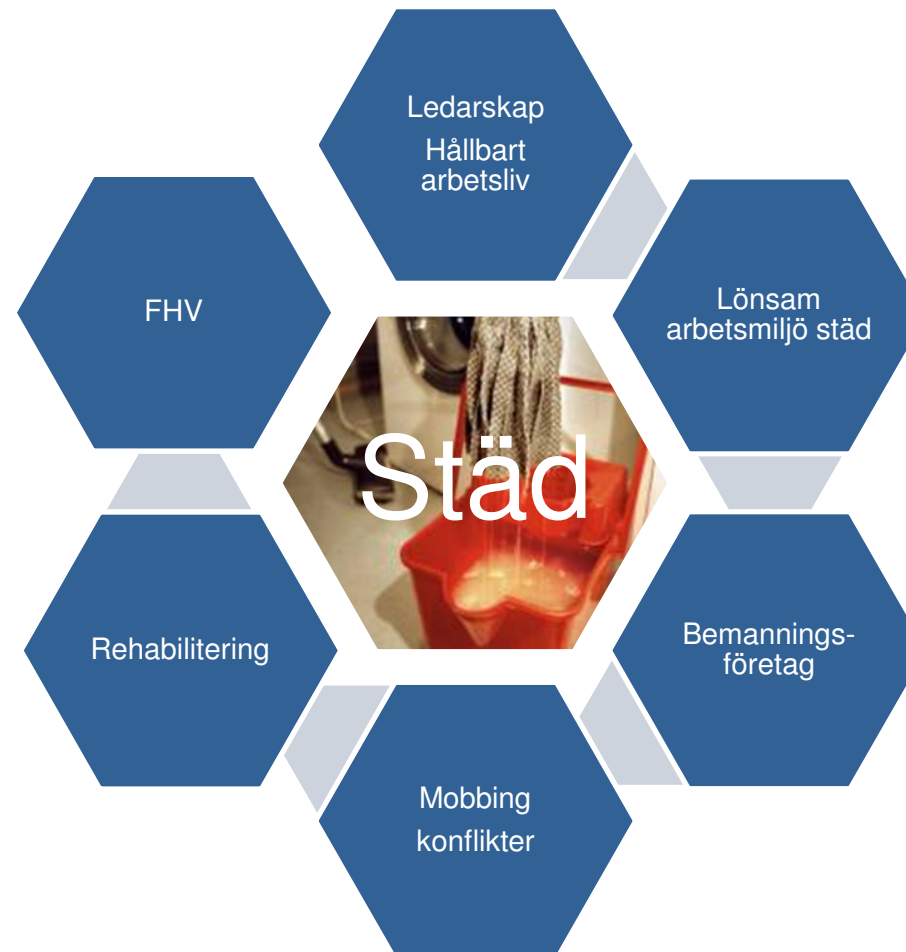 Ledarskap
Hållbart
arbetsliv
FHV
Lönsam
arbetsmiljö städ
Städ
Rehabilitering
Bemannings-
företag
Mobbing
konflikter